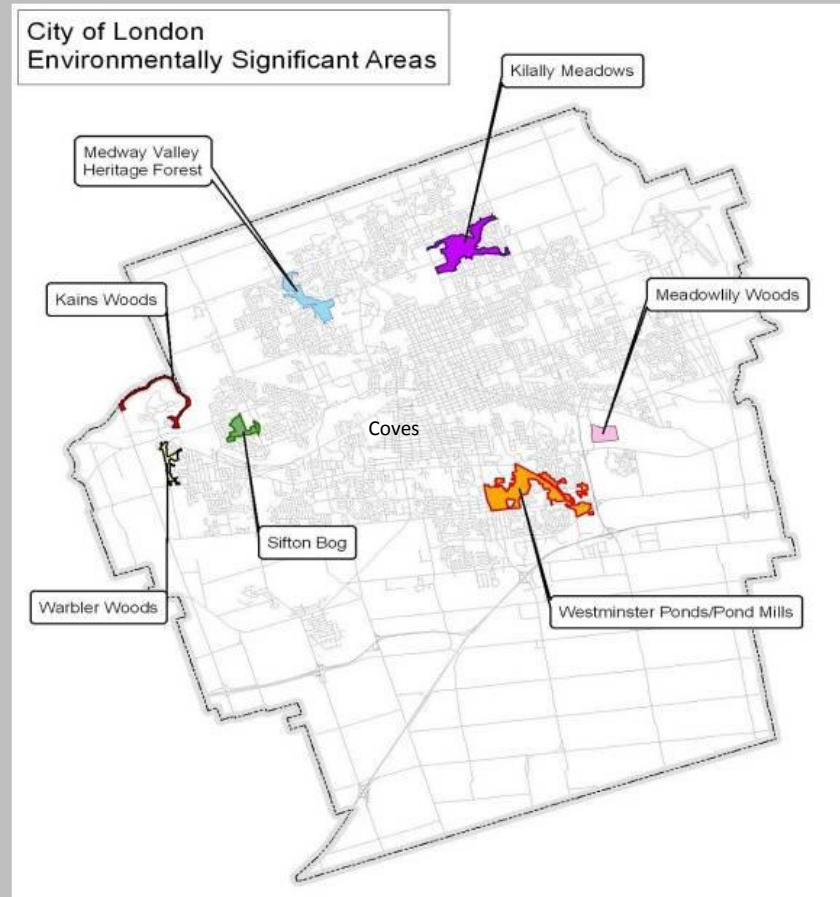 City of London
Environmentally Significant Areas
Kilally Meadows
Medway Valley
Heritage Forest
Kains Woods
Meadowlily Woods
Coves
Sifton Bog
Warbler Woods
Westminster Ponds/Pond Mills